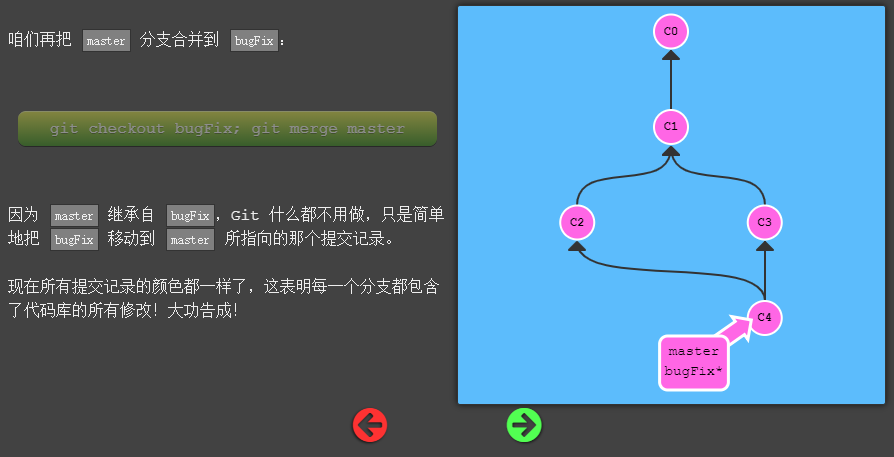 咱们再把 master 分支合并到 bugFix：
git checkout bugFix; git merge master
因为 master 继承自 bugFix，Git 什么都不用做，只是简单
地把 bugFix 移动到 master 所指向的那个提交记录。
现在所有提交记录的颜色都一样了，这表明每一个分支都包含
了代码库的所有修改！大功告成！
C0
C1
C2
C3
C4
master
bugFix*